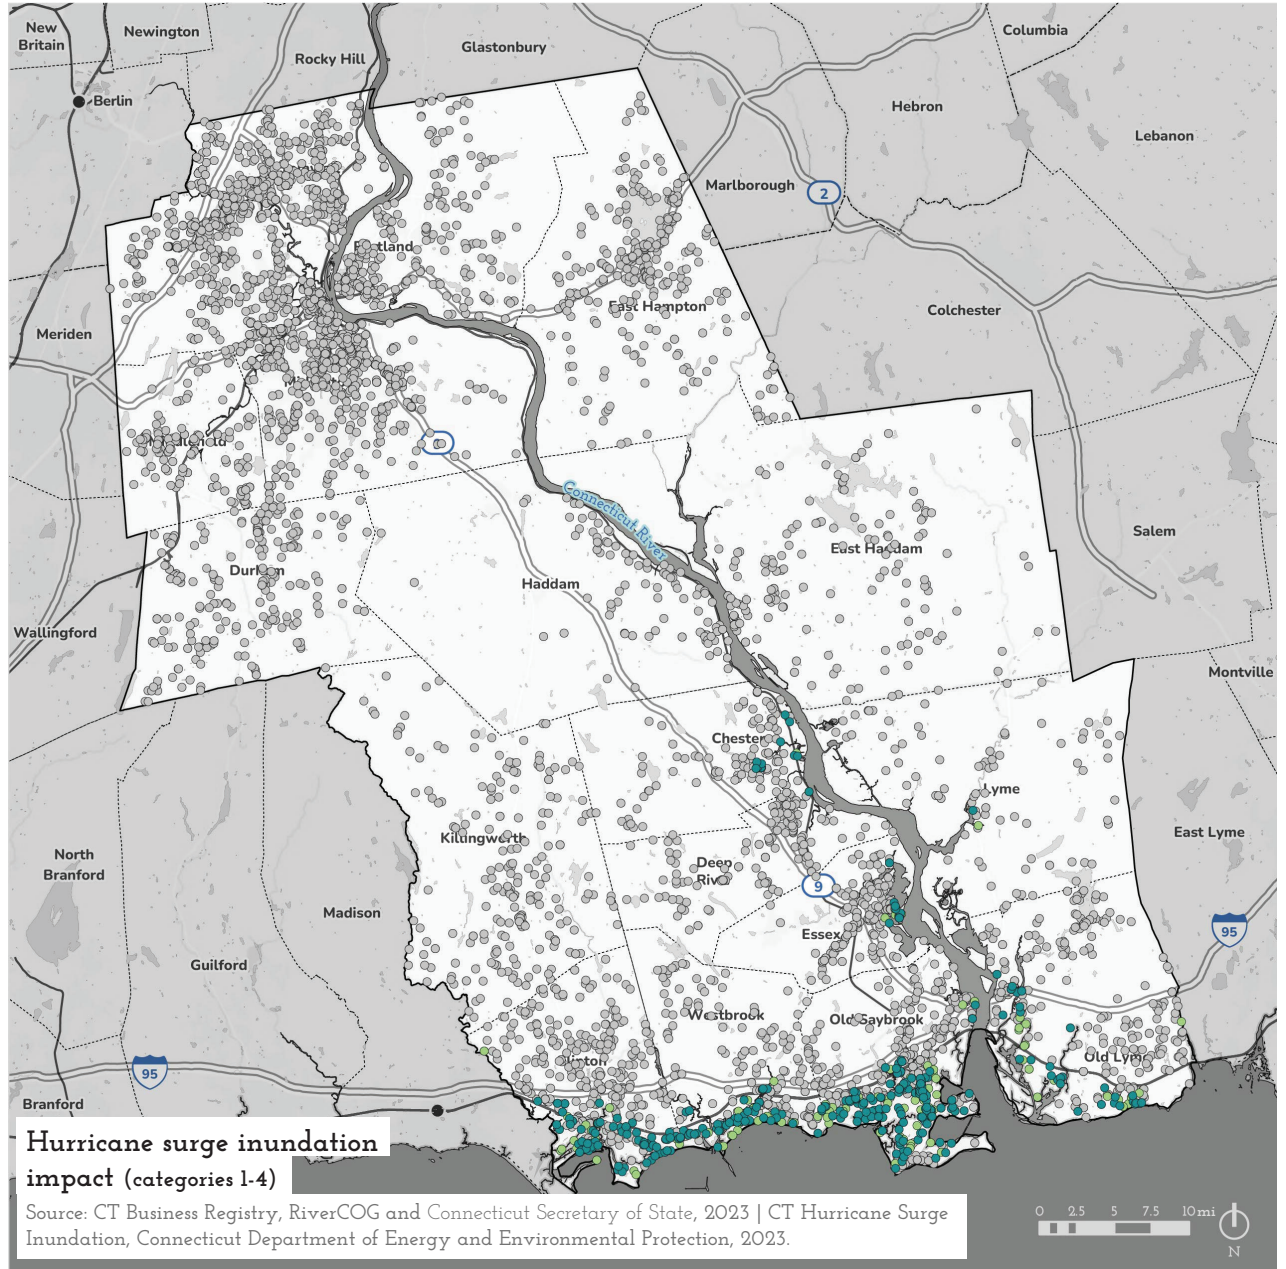 New
Britain
Newington
Rocky Hill
Glastonbury
Columbia
Berlin
Hebron
Lebanon
Marlborough
2
East Hampton
Colchester
Meriden
Connecticut River
Salem
East Haddam
Durham
Haddam
Wallingford
Montville
Chester
Lyme
East Lyme
Killingworth
North
Branford
Deep
River
9
Madison
Essex
95
Guilford
Westbrook
Old Saybrook
Old Lyme
95
Branford
Hurricane surge inundation
impact (categories 1-4)
Source: CT Business Registry, RiverCOG and Connecticut Secretary of State, 2023 | CT Hurricane Surge
Inundation, Connecticut Department of Energy and Environmental Protection, 2023.
0 2.5 5 7.5 10 mi
N